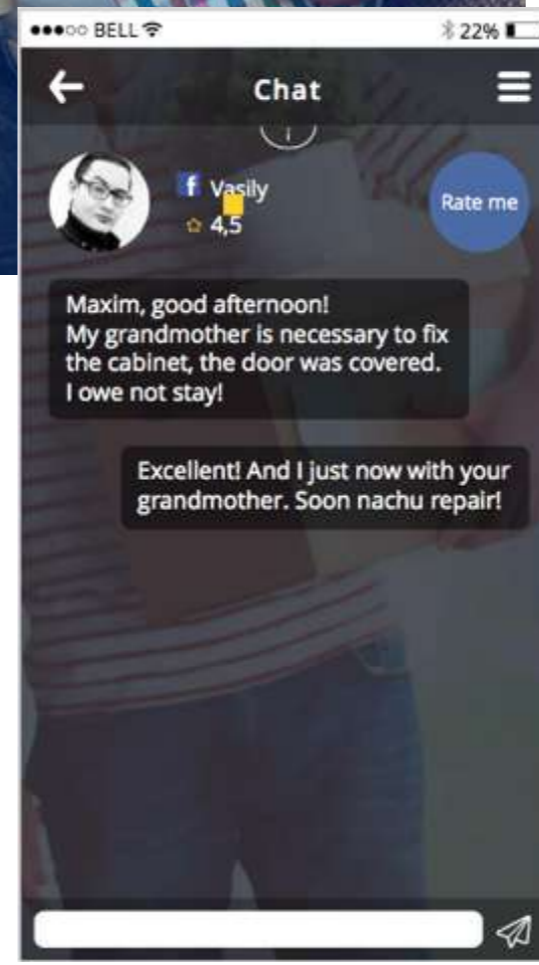 BELL 22%
Chat
f Vasily
4,5
Rate me
Maxim, good afternoon!
My grandmother is necessary to fix
the cabinet, the door was covered.
I owe not stay!
Excellent! And I just now with your
grandmother. Soon nachu repair!